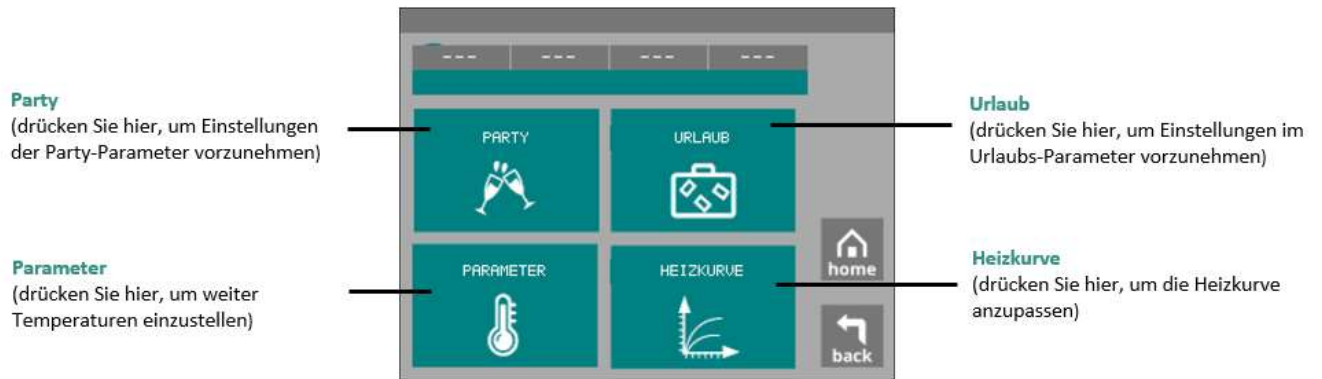 --- --- --- ---
Party
(drücken Sie hier, um Einstellungen
der Party-Parameter vorzunehmen)
PARTY
URLAUB
Urlaub
(drücken Sie hier, um Einstellungen im
Urlaubs-Parameter vorzunehmen)
Parameter
(drücken Sie hier, um weiter
Temperaturen einzustellen)
PARAMETER
HEIZKURVE
home
back
Heizkurve
(drücken Sie hier, um die Heizkurve
anzupassen)